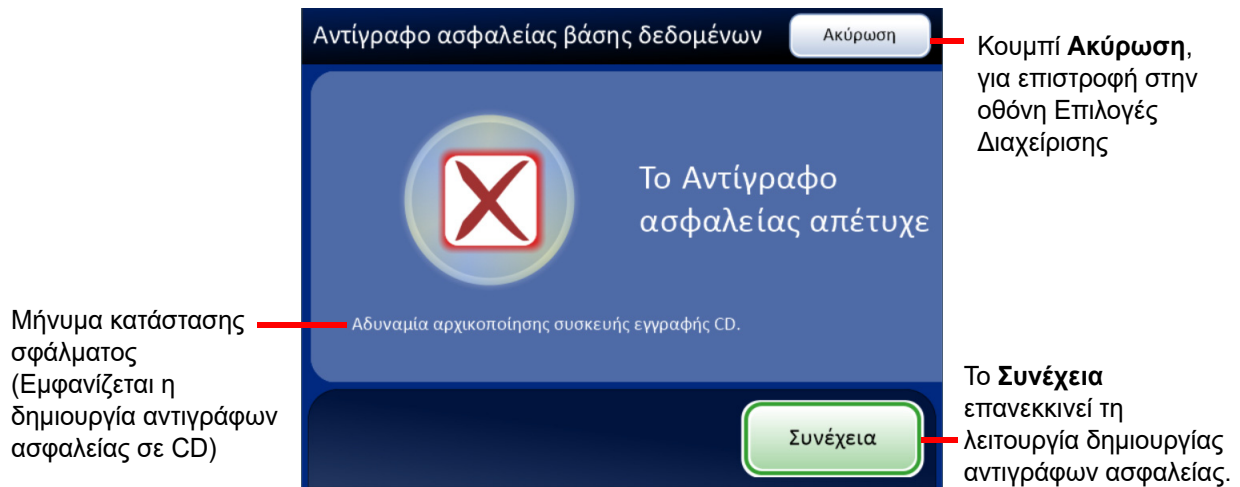 Αντίγραφο ασφαλείας βάσης δεδομένων
Ακύρωση
Κουμπί Ακύρωση,
για επιστροφή στην
οθόνη Επιλογές
Διαχείρισης
Το Αντίγραφο
ασφαλείας απέτυχε
Μήνυμα κατάστασης
σφάλματος
(Εμφανίζεται η
δημιουργία αντιγράφων
ασφαλείας σε CD)
Αδυναμία αρχικοποίησης συσκευής εγγραφής CD.
Συνέχεια
Το Συνέχεια
επανεκκινεί τη
λειτουργία δημιουργίας
αντιγράφων ασφαλείας.